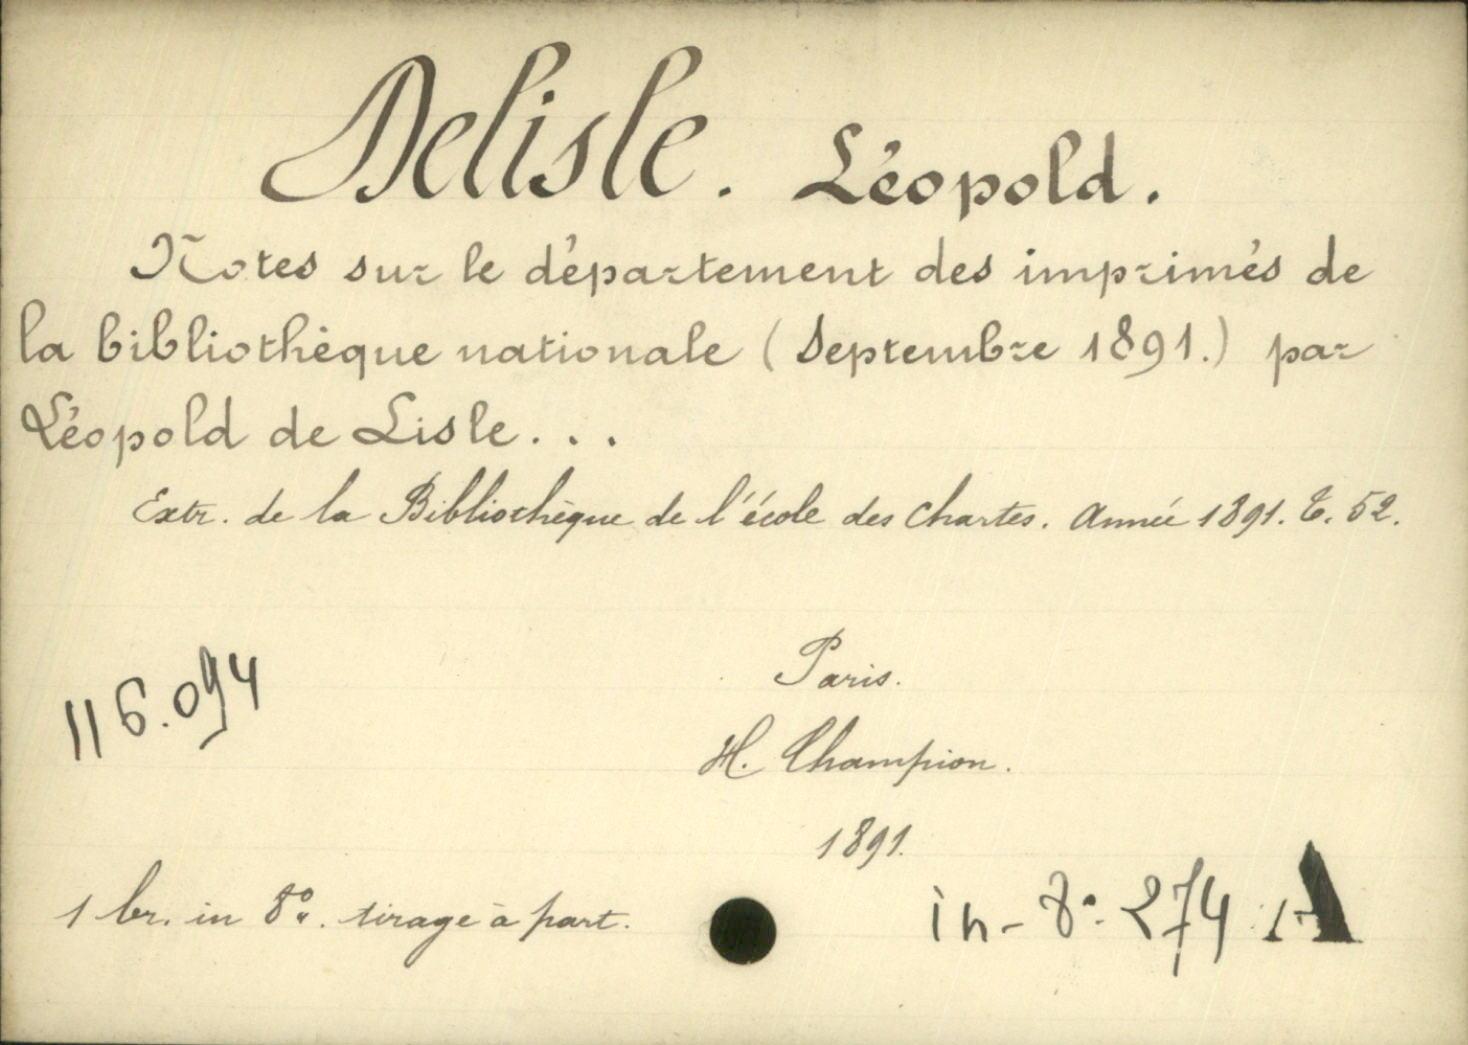 Delisle. Léopold.
Notes sur le département des imprimés de
la bibliothèque nationale (Septembre 1891.) par
Léopold de Lisle...
Extr. de la Bibliothèque de l'école des chartes. Année 1891. T. 52.
Paris.
116.094
H. Champion.
1891.
1 br. in 8°. tirage à part.
in-8°. 274 A